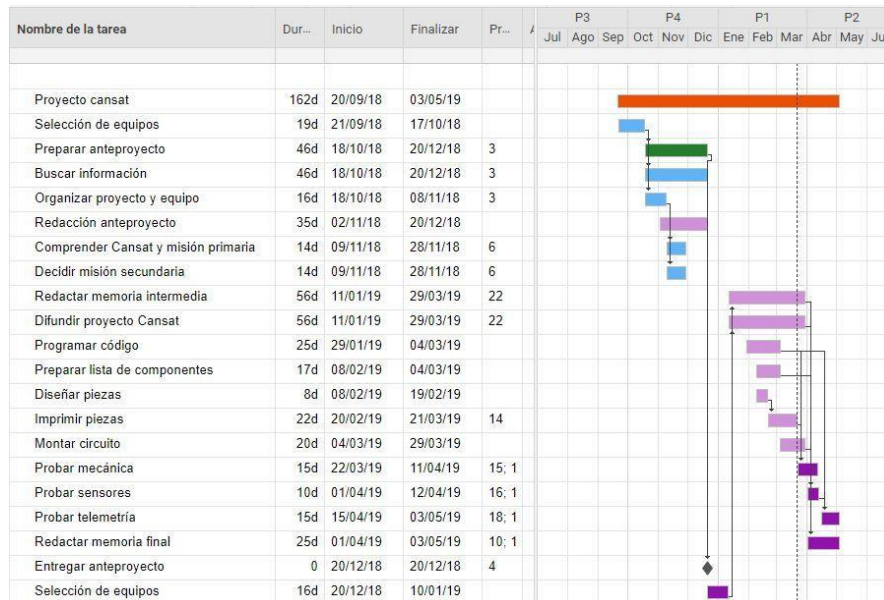 Nombre de la tarea Dur... Inicio Finalizar Pr... P3 P4 P1 P2
Jul Ago Sep Oct Nov Dic Ene Feb Mar Abr May Ju
Proyecto cansat 162d 20/09/18 03/05/19
Selección de equipos 19d 21/09/18 17/10/18
Preparar anteproyecto 46d 18/10/18 20/12/18 3
Buscar información 46d 18/10/18 20/12/18 3
Organizar proyecto y equipo 16d 18/10/18 08/11/18 3
Redacción anteproyecto 35d 02/11/18 20/12/18
Comprender Cansat y misión primaria 14d 09/11/18 28/11/18 6
Decidir misión secundaria 14d 09/11/18 28/11/18 6
Redactar memoria intermedia 56d 11/01/19 29/03/19 22
Difundir proyecto Cansat 56d 11/01/19 29/03/19 22
Programar código 25d 29/01/19 04/03/19
Preparar lista de componentes 17d 08/02/19 04/03/19
Diseñar piezas 8d 08/02/19 19/02/19
Imprimir piezas 22d 20/02/19 21/03/19 14
Montar circuito 20d 04/03/19 29/03/19
Probar mecánica 15d 22/03/19 11/04/19 15; 1
Probar sensores 10d 01/04/19 12/04/19 16; 1
Probar telemetría 15d 15/04/19 03/05/19 18; 1
Redactar memoria final 25d 01/04/19 03/05/19 10; 1
Entregar anteproyecto 0 20/12/18 20/12/18 4
Selección de equipos 16d 20/12/18 10/01/19